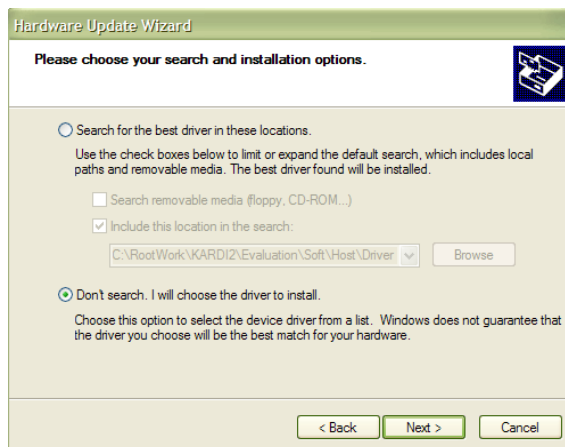 Hardware Update Wizard
Please choose your search and installation options.
Search for the best driver in these locations.
Use the check boxes below to limit or expand the default search, which includes local
paths and removable media. The best driver found will be installed.
Search removable media (floppy, CD-ROM...)
Include this location in the search:
C:\RootWork\KARDI2\Evaluation\Soft\Host\Driver
Browse
Don't search. I will choose the driver to install.
Choose this option to select the device driver from a list. Windows does not guarantee that
the driver you choose will be the best match for your hardware.
< Back Next > Cancel